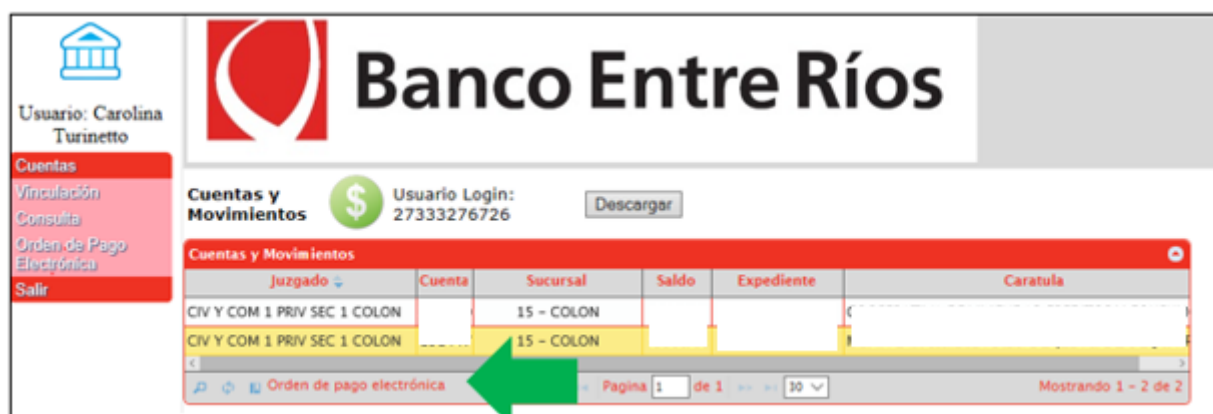 Banco Entre Ríos
Usuario: Carolina
Turinetto
Cuentas
Vinculación
Consulta
Orden de Pago
Electrónica
Salir
Cuentas y
Movimientos
Usuario Login:
27333276726
Descargar
Cuentas y Movimientos
Juzgado Cuenta Sucursal Saldo Expediente Caratula
CIV Y COM 1 PRIV SEC 1 COLON 15 - COLON
CIV Y COM 1 PRIV SEC 1 COLON 15 - COLON
Orden de pago electrónica Pagina 1 de 1 30 Mostrando 1 - 2 de 2